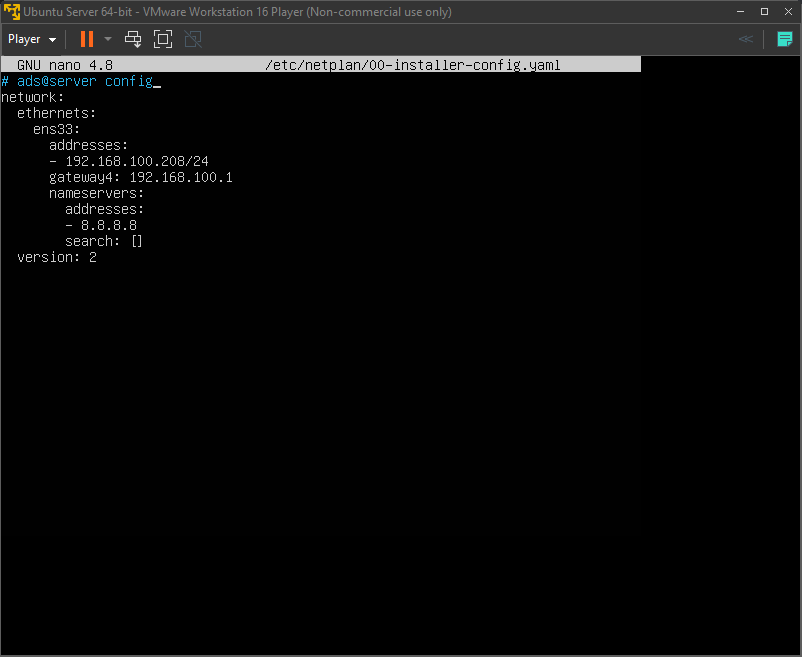 Ubuntu Server 64-bit - VMware Workstation 16 Player (Non-commercial use only)
Player
GNU nano 4.8 /etc/netplan/00-installer-config.yaml
# ads@server config_
network:
  ethernets:
    ens33:
      addresses:
      - 192.168.100.208/24
      gateway4: 192.168.100.1
      nameservers:
        addresses:
        - 8.8.8.8
        search: []
  version: 2